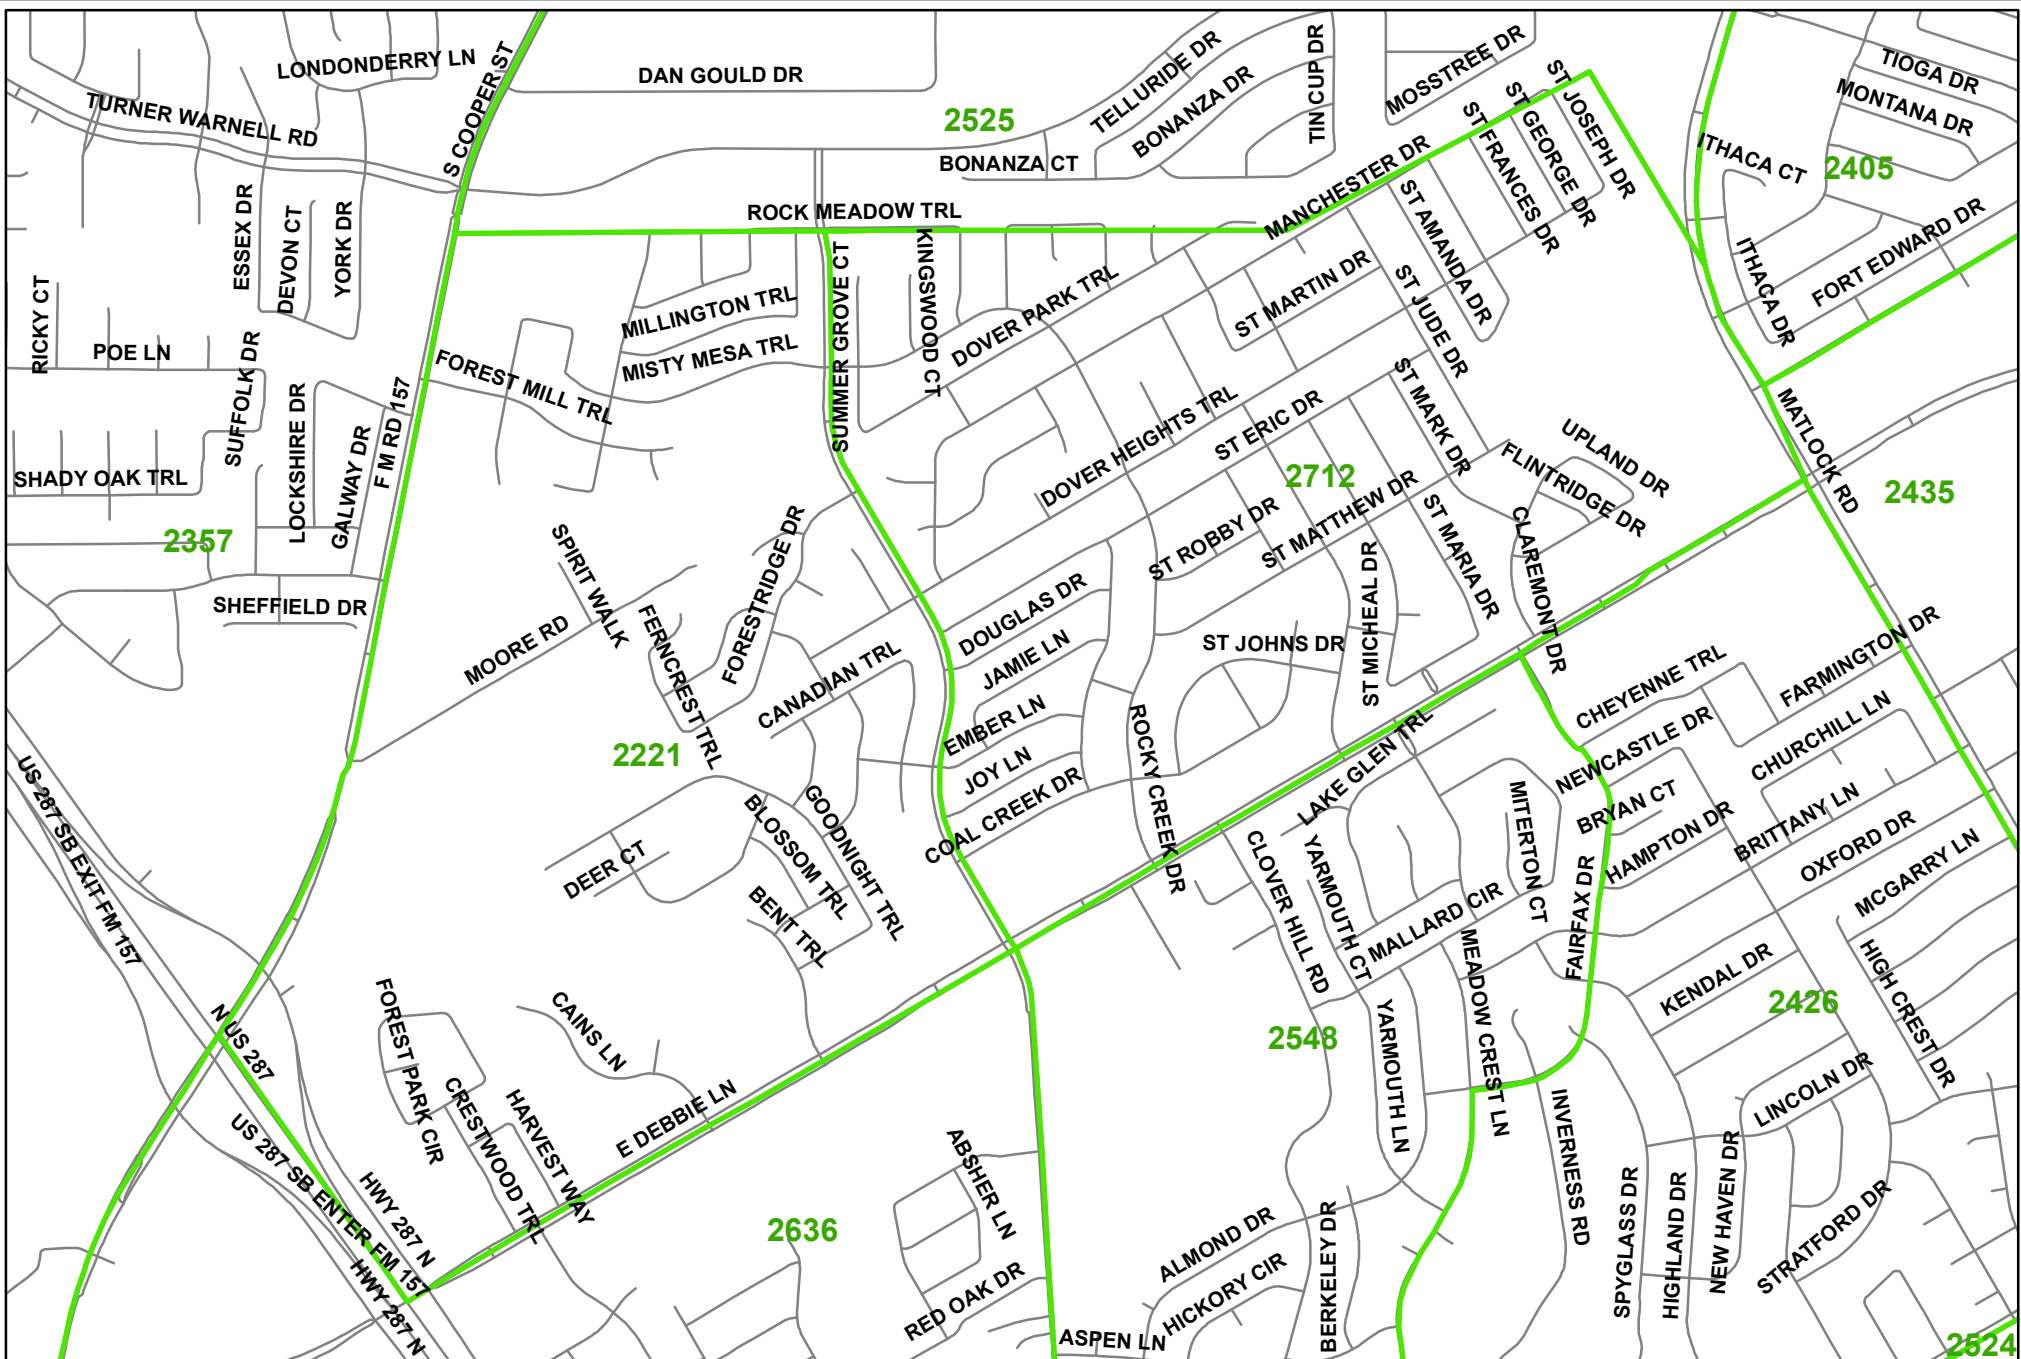 LONDONDERRY LN
TURNER WARNELL RD
S COOPER ST
DAN GOULD DR
2525
TELLURIDE DR
BONANZA DR
BONANZA CT
TIN CUP DR
MOSSTREE DR
ST JOSEPH DR
ST GEORGE DR
ST FRANCES DR
MANCHESTER DR
TIOGA DR
MONTANA DR
ITHACA CT
2405
FORT EDWARD DR
ITHACA DR
ESSEX DR
DEVON CT
YORK DR
ROCK MEADOW TRL
KINGSWOOD CT
SUMMER GROVE CT
ST AMANDA DR
ST MARTIN DR
ST JUDE DR
DOVER PARK TRL
MILLINGTON TRL
MISTY MESA TRL
FOREST MILL TRL
RICKY CT
POE LN
SUFFOLK DR
LOCKSHIRE DR
GALWAY DR
F M RD 157
SHADY OAK TRL
2357
SHEFFIELD DR
DOVER HEIGHTS TRL
ST ERIC DR
2712
ST MARK DR
UPLAND DR
FLINTRIDGE DR
MATLOCK RD
2435
ST ROBBY DR
ST MATTHEW DR
ST MARIA DR
CLAREMONT DR
ST MICHEAL DR
SPIRIT WALK
FORESTRIDGE DR
MOORE RD
FERNCREST TRL
CANADIAN TRL
DOUGLAS DR
JAMIE LN
EMBER LN
JOY LN
COAL CREEK DR
ST JOHNS DR
ROCKY CREEK DR
LAKE GLEN TRL
CHEYENNE TRL
FARMINGTON DR
NEWCASTLE DR
CHURCHILL LN
BRYAN CT
HAMPTON DR
BRITTANY LN
OXFORD DR
MCGARRY LN
2221
GOODNIGHT TRL
BLOSSOM TRL
DEER CT
BENT TRL
US 287 SB EXIT FM 157
CLOVER HILL RD
YARMOUTH CT
MITERTON CT
MALLARD CIR
FAIRFAX DR
MEADOW CREST LN
KENDAL DR
HIGH CREST DR
2426
2548
YARMOUTH LN
N US 287
FOREST PARK CIR
CAINS LN
CRESTWOOD TRL
HARVEST WAY
E DEBBIE LN
US 287 SB ENTER FM 157
HWY 287 N
HWY 287 N
ABSHER LN
2636
RED OAK DR
ASPEN LN
ALMOND DR
HICKORY CIR
BERKELEY DR
INVERNESS RD
SPYGLASS DR
HIGHLAND DR
NEW HAVEN DR
LINCOLN DR
STRATFORD DR
2524